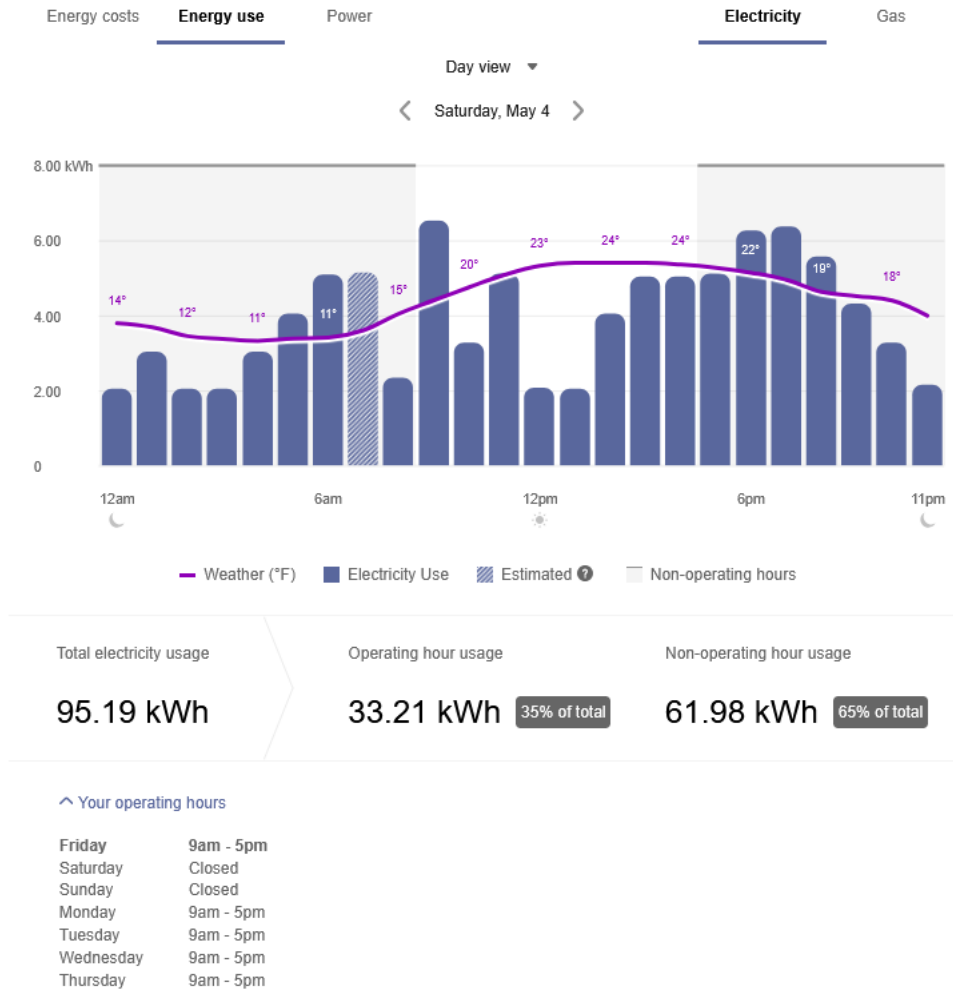 Energy costs Energy use Power Electricity Gas
Day view
Saturday, May 4
8.00 kWh
6.00
4.00
2.00
0
14° 12° 11° 11° 15° 20° 23° 24° 24° 22° 19° 18°
12am 6am 12pm 6pm 11pm
Weather (°F) Electricity Use Estimated ? Non-operating hours
Total electricity usage Operating hour usage Non-operating hour usage
95.19 kWh 33.21 kWh 35% of total 61.98 kWh 65% of total
Your operating hours
Friday 9am - 5pm
Saturday Closed
Sunday Closed
Monday 9am - 5pm
Tuesday 9am - 5pm
Wednesday 9am - 5pm
Thursday 9am - 5pm